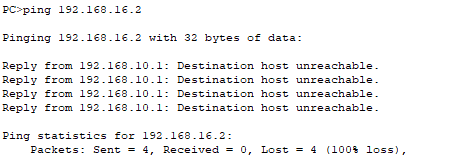 PC>ping 192.168.16.2
Pinging 192.168.16.2 with 32 bytes of data:
Reply from 192.168.10.1: Destination host unreachable.
Reply from 192.168.10.1: Destination host unreachable.
Reply from 192.168.10.1: Destination host unreachable.
Reply from 192.168.10.1: Destination host unreachable.
Ping statistics for 192.168.16.2:
Packets: Sent = 4, Received = 0, Lost = 4 (100% loss),